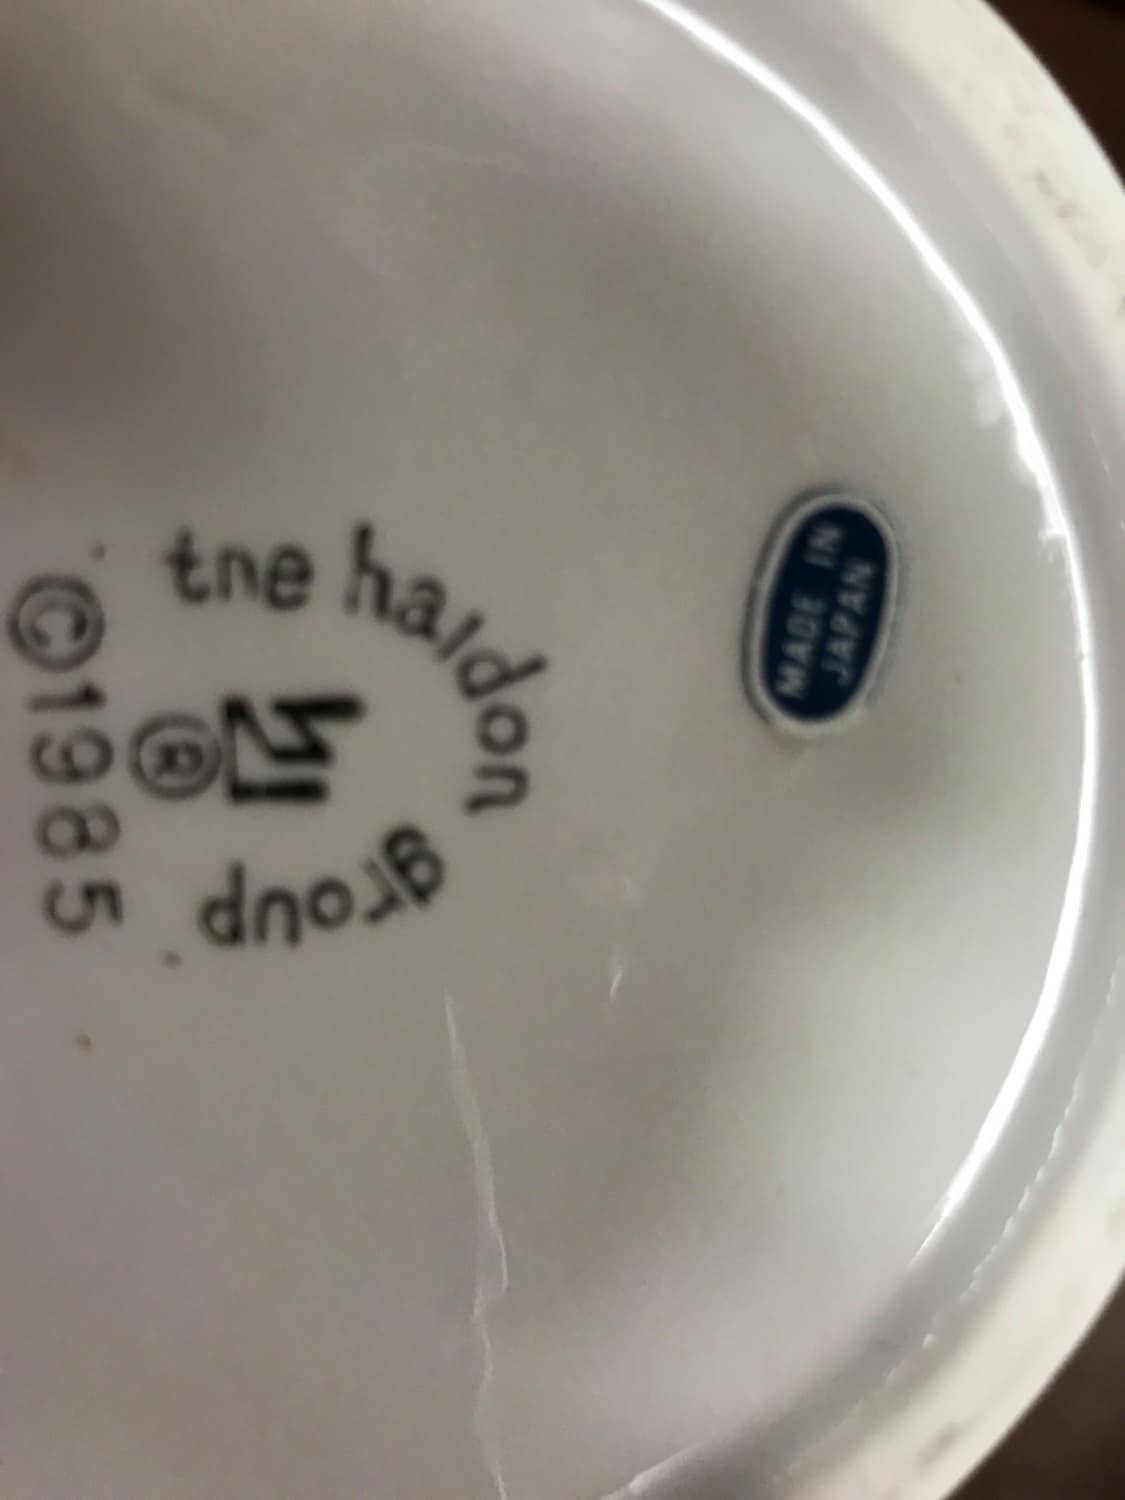 the haldon
group
®
©1985
MADE IN
JAPAN